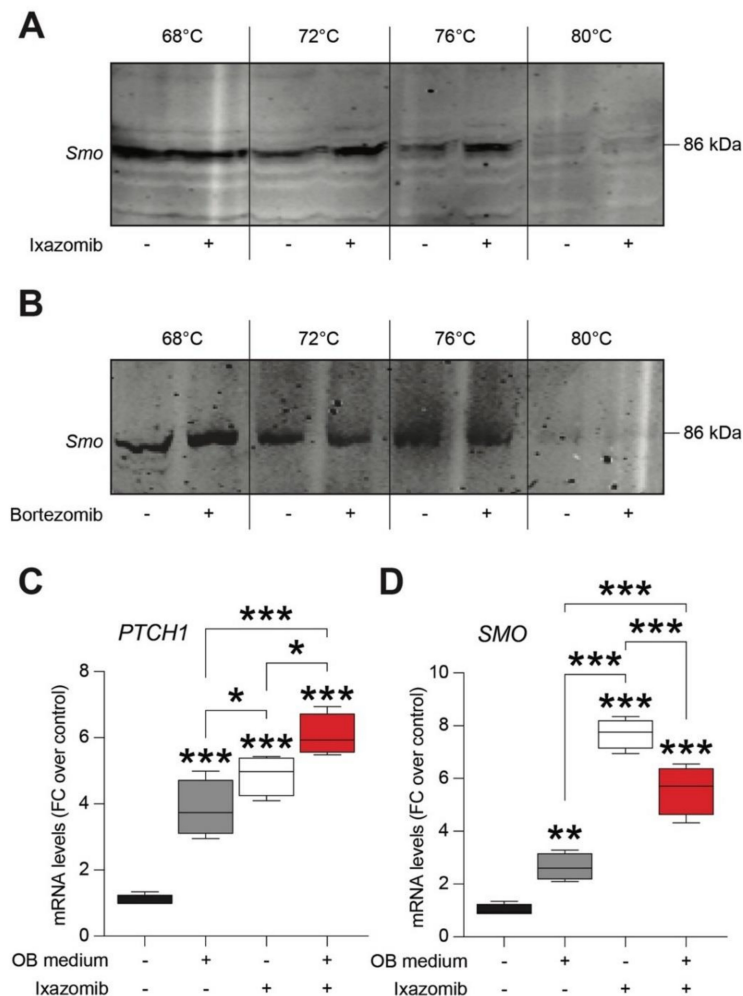 A
68°C 72°C 76°C 80°C
Smo 86 kDa
Ixazomib - + - + - + - +
B
68°C 72°C 76°C 80°C
Smo 86 kDa
Bortezomib - + - + - + - +
C
PTCH1
mRNA levels (FC over control)
8
6
4
2
0
***
*
*
***
***
***
OB medium - + - +
Ixazomib - - + +
D
SMO
mRNA levels (FC over control)
10
8
6
4
2
0
***
***
***
***
***
**
OB medium - + - +
Ixazomib - - + +